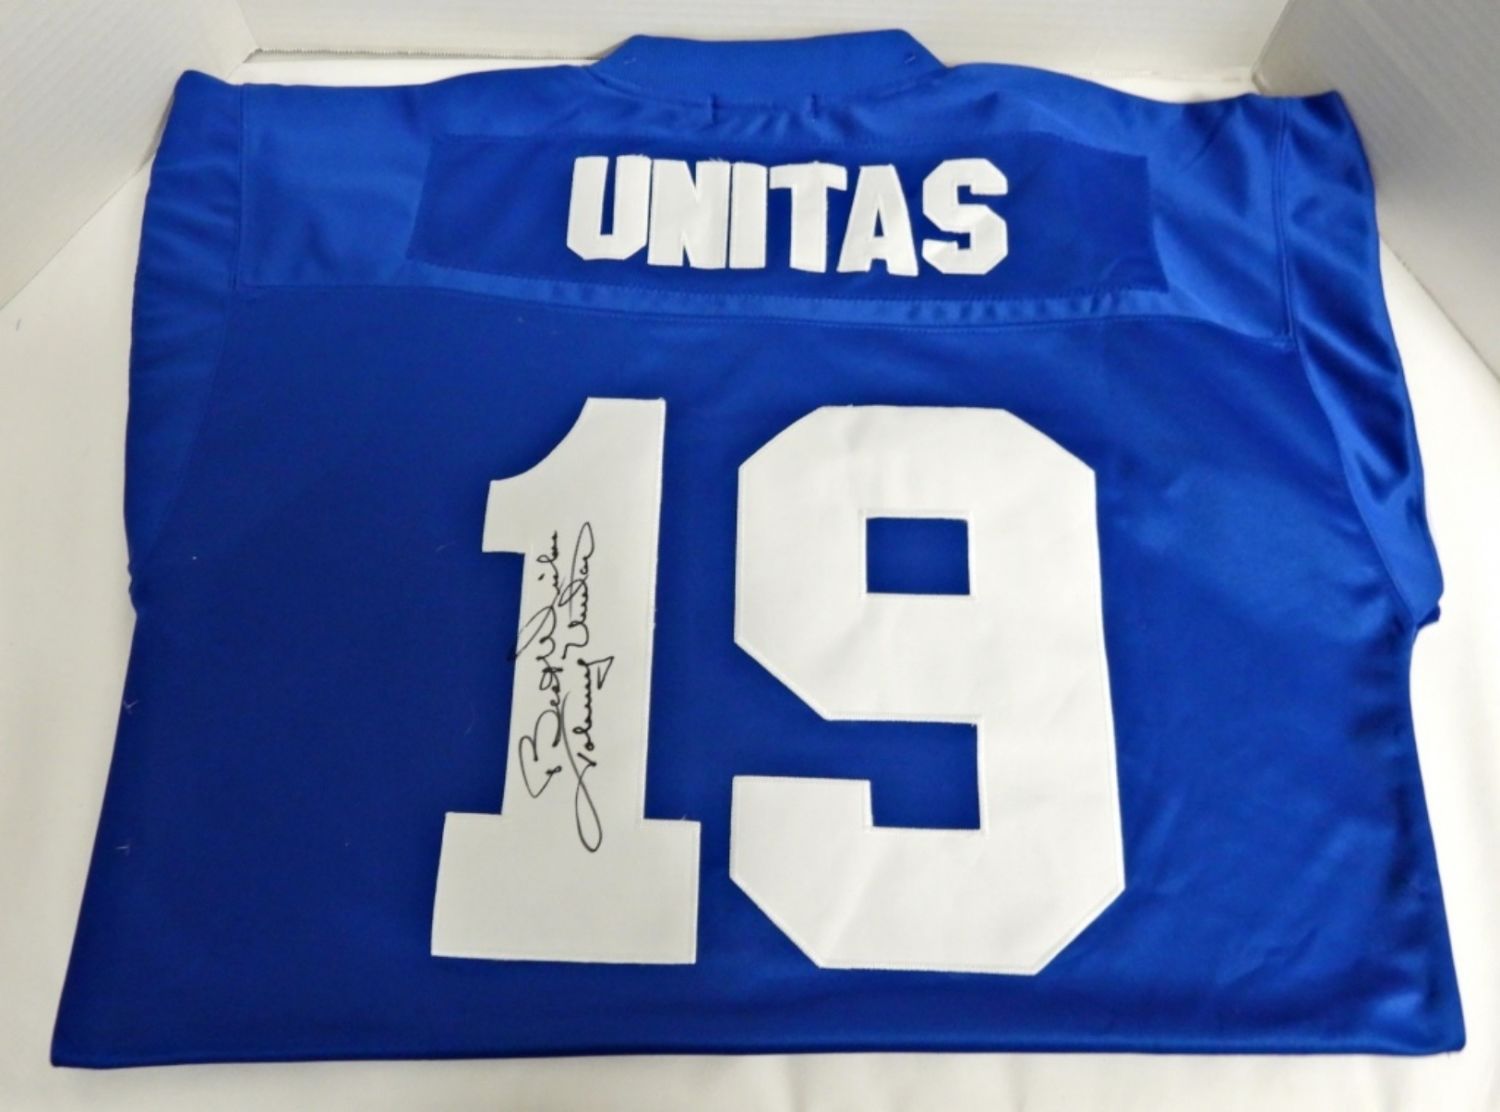 UNITAS
19
Best Wishes
Johnny Unitas